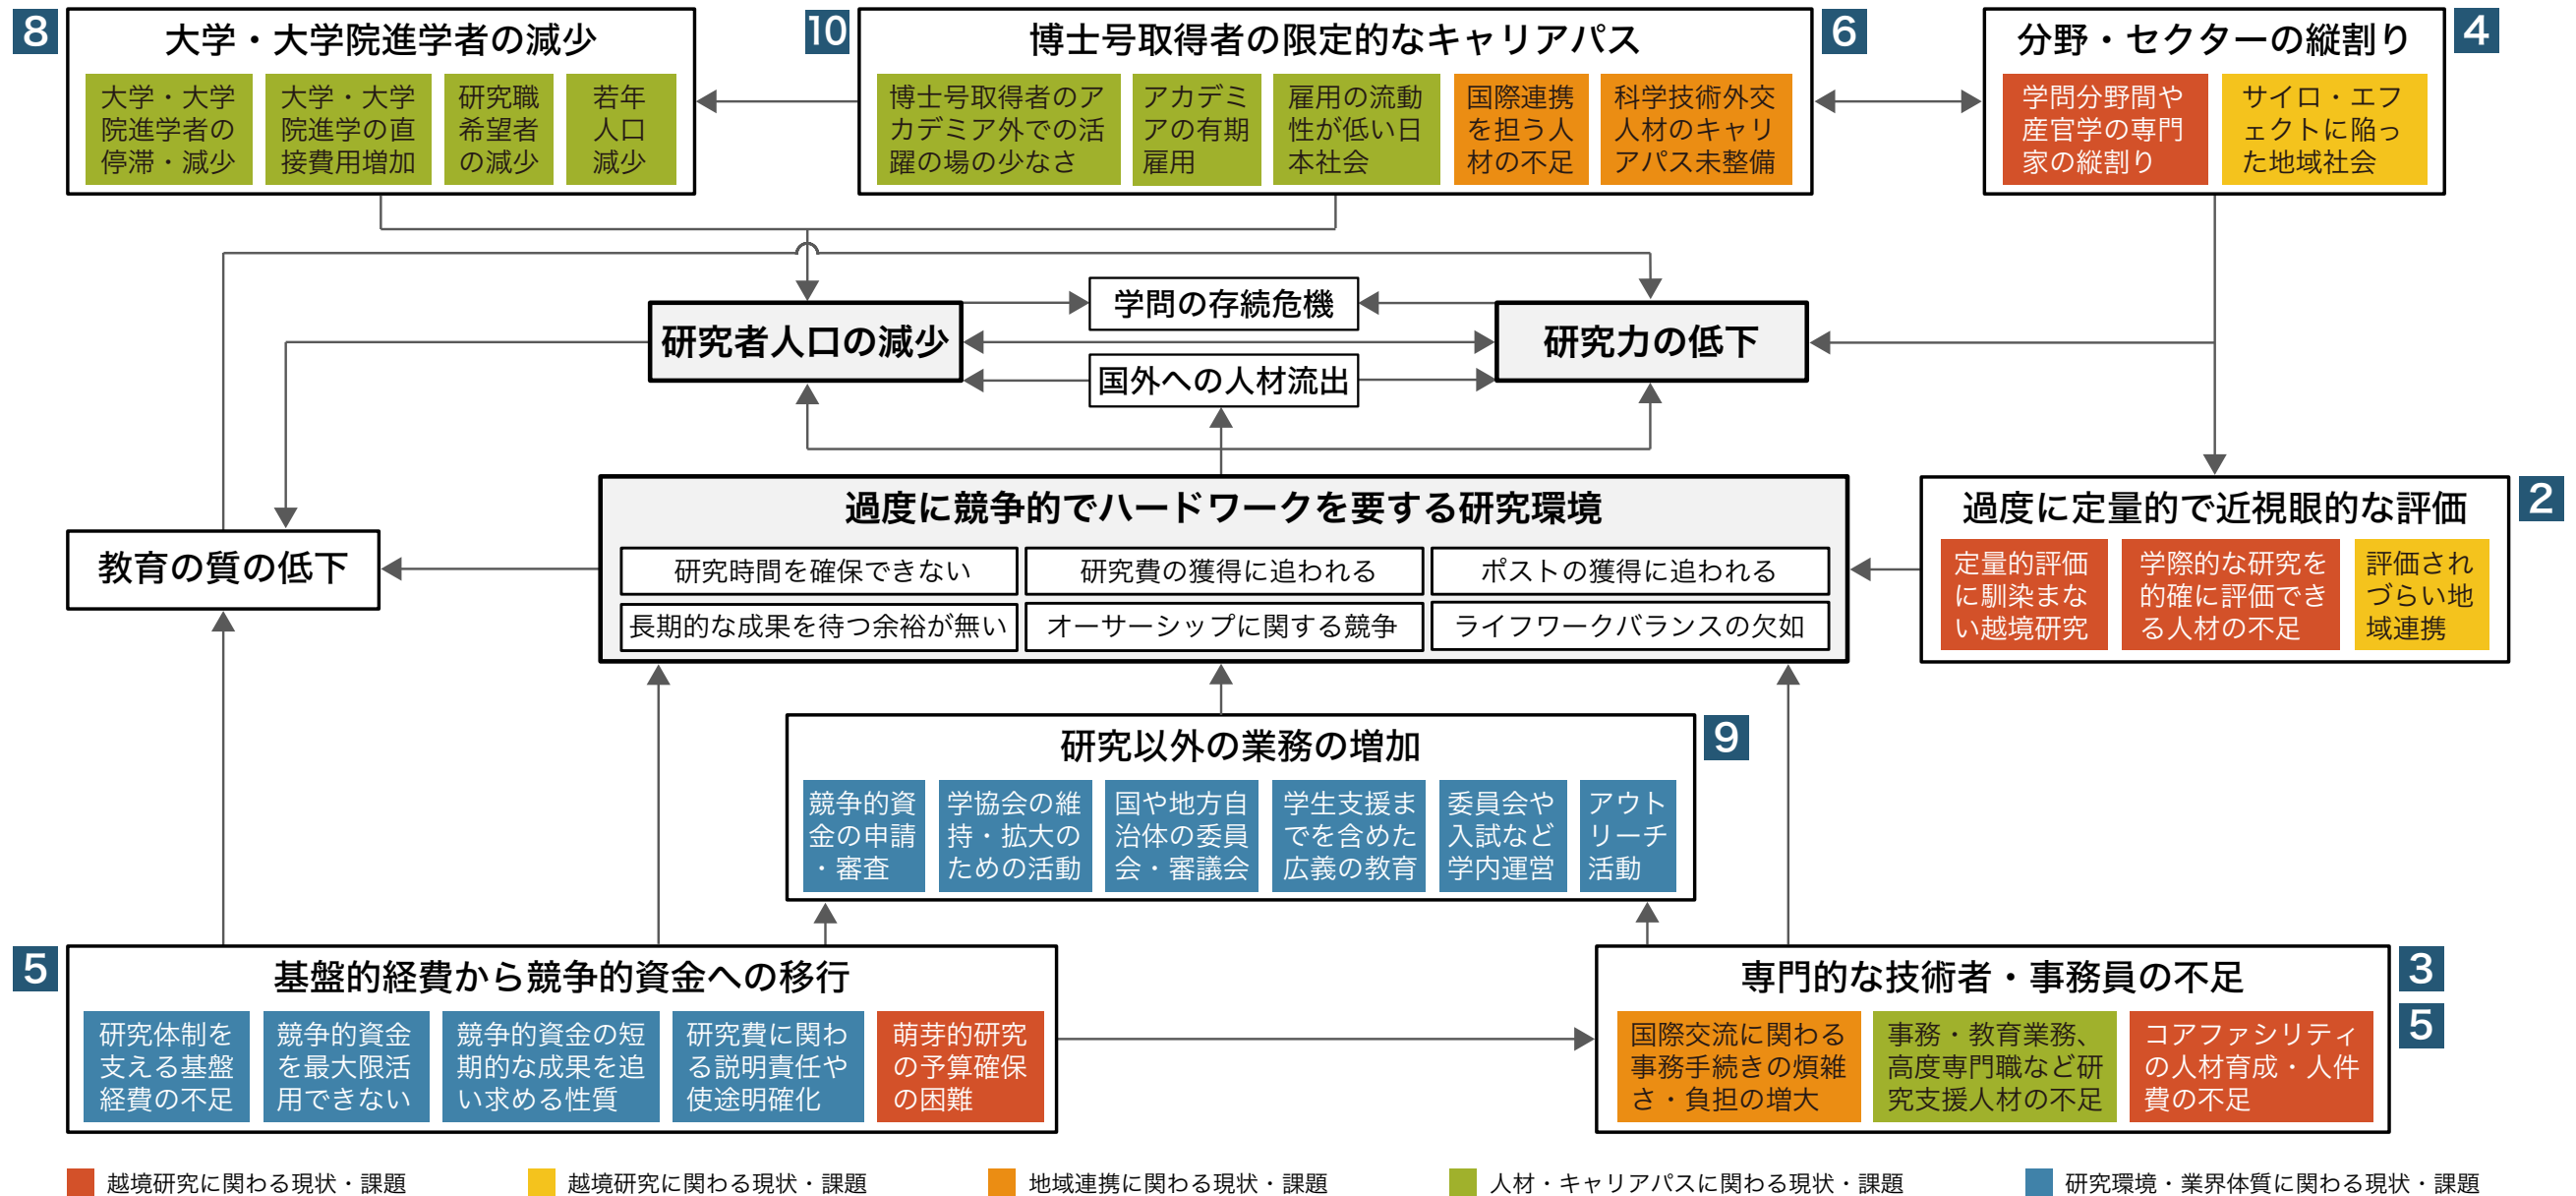 8
大学・大学院進学者の減少
大学・大学
院進学者の
停滞・減少
大学・大学
院進学の直
接費用増加
研究職
希望者
の減少
若年
人口
減少
10
博士号取得者の限定的なキャリアパス
6
博士号取得者のア
カデミア外での活
躍の場の少なさ
アカデミ
アの有期
雇用
雇用の流動
性が低い日
本社会
国際連携
を担う人
材の不足
科学技術外交
人材のキャリ
アパス未整備
分野・セクターの縦割り
4
学問分野間や
産官学の専門
家の縦割り
サイロ・エフ
ェクトに陥っ
た地域社会
研究者人口の減少
学問の存続危機
国外への人材流出
研究力の低下
教育の質の低下
過度に競争的でハードワークを要する研究環境
研究時間を確保できない
研究費の獲得に追われる
ポストの獲得に追われる
長期的な成果を待つ余裕が無い
オーサーシップに関する競争
ライフワークバランスの欠如
過度に定量的で近視眼的な評価
2
定量的評価
に馴染まな
い越境研究
学際的な研究を
的確に評価でき
る人材の不足
評価され
づらい地
域連携
研究以外の業務の増加
9
競争的資
金の申請
・審査
学協会の維
持・拡大の
ための活動
国や地方自
治体の委員
会・審議会
学生支援ま
でを含めた
広義の教育
委員会や
入試など
学内運営
アウト
リーチ
活動
5
基盤的経費から競争的資金への移行
研究体制を
支える基盤
経費の不足
競争的資金
を最大限活
用できない
競争的資金の短
期的な成果を追
い求める性質
研究費に関わ
る説明責任や
使途明確化
萌芽的研究
の予算確保
の困難
専門的な技術者・事務員の不足
3
5
国際交流に関わる
事務手続きの煩雑
さ・負担の増大
事務・教育業務、
高度専門職など研
究支援人材の不足
コアファシリティ
の人材育成・人件
費の不足
越境研究に関わる現状・課題
越境研究に関わる現状・課題
地域連携に関わる現状・課題
人材・キャリアパスに関わる現状・課題
研究環境・業界体質に関わる現状・課題